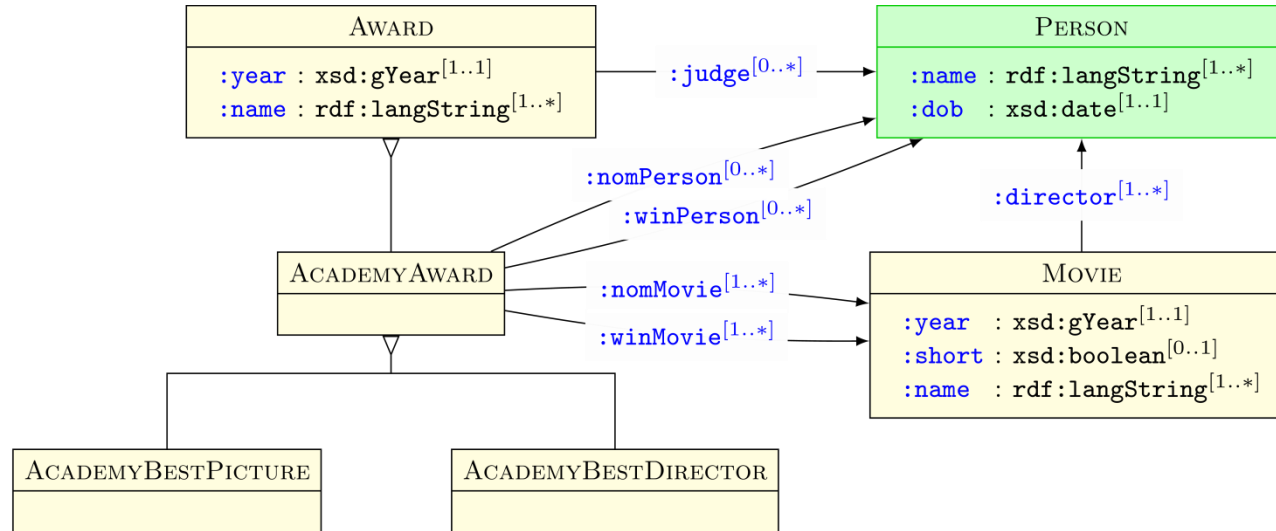 AWARD
:year : xsd:gYear[1..1]
:name : rdf:langString[1..*]
:judge[0..*]
PERSON
:name : rdf:langString[1..*]
:dob : xsd:date[1..1]
:nomPerson[0..*]
:winPerson[0..*]
:director[1..*]
ACADEMYAWARD
:nomMovie[1..*]
:winMovie[1..*]
MOVIE
:year : xsd:gYear[1..1]
:short : xsd:boolean[0..1]
:name : rdf:langString[1..*]
ACADEMYBESTPICTURE
ACADEMYBESTDIRECTOR